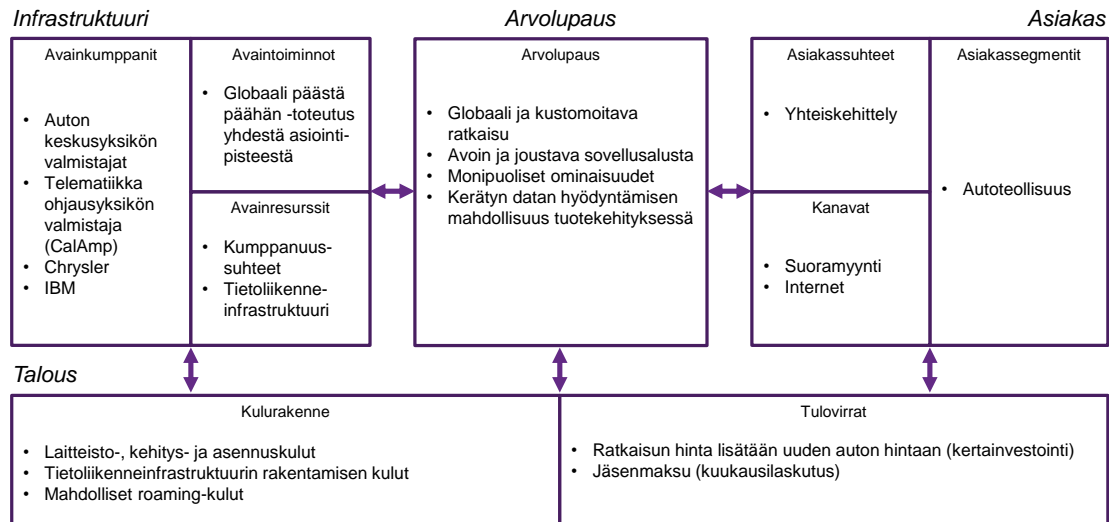 Infrastruktuuri
Arvolupaus
Asiakas
Avainkumppanit
• Auton
keskusyksikön
valmistajat
• Telematiikka
ohjausyksikön
valmistaja
(CalAmp)
• Chrysler
• IBM
Avaintoiminnot
• Globaali päästä
päähän -toteutus
yhdestä asiointi-
pisteestä
Avainresurssit
• Kumppanuus-
suhteet
• Tietoliikenne-
infrastruktuuri
Arvolupaus
• Globaali ja kustomoitava
ratkaisu
• Avoin ja joustava sovellusalusta
• Monipuoliset ominaisuudet
• Kerätyn datan hyödyntämisen
mahdollisuus tuotekehityksessä
Asiakassuhteet
• Yhteiskehittely
Kanavat
• Suoramyynti
• Internet
Asiakassegmentit
• Autoteollisuus
Talous
Kulurakenne
• Laitteisto-, kehitys- ja asennuskulut
• Tietoliikenneinfrastruktuurin rakentamisen kulut
• Mahdolliset roaming-kulut
Tulovirrat
• Ratkaisun hinta lisätään uuden auton hintaan (kertainvestointi)
• Jäsenmaksu (kuukausilaskutus)